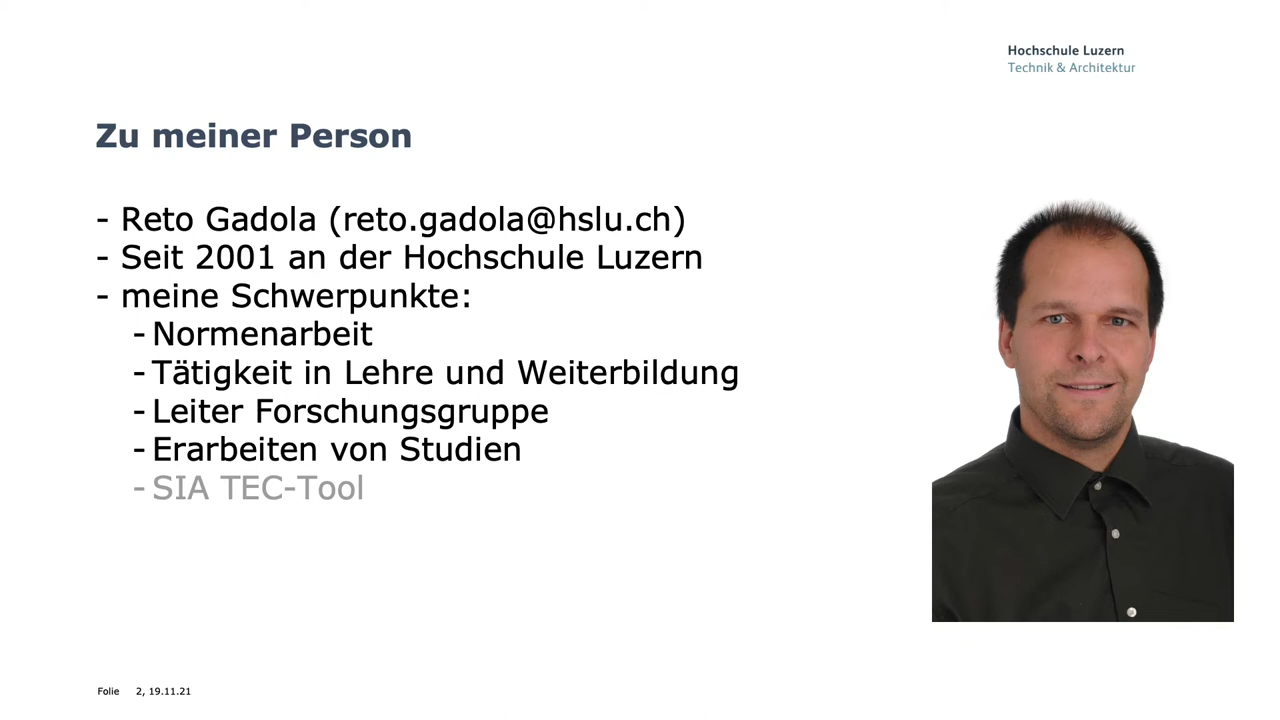 Hochschule Luzern
Technik & Architektur
Zu meiner Person
- Reto Gadola (reto.gadola@hslu.ch)
- Seit 2001 an der Hochschule Luzern
- meine Schwerpunkte:
- Normenarbeit
- Tätigkeit in Lehre und Weiterbildung
- Leiter Forschungsgruppe
- Erarbeiten von Studien
- SIA TEC-Tool
Folie 2, 19.11.21